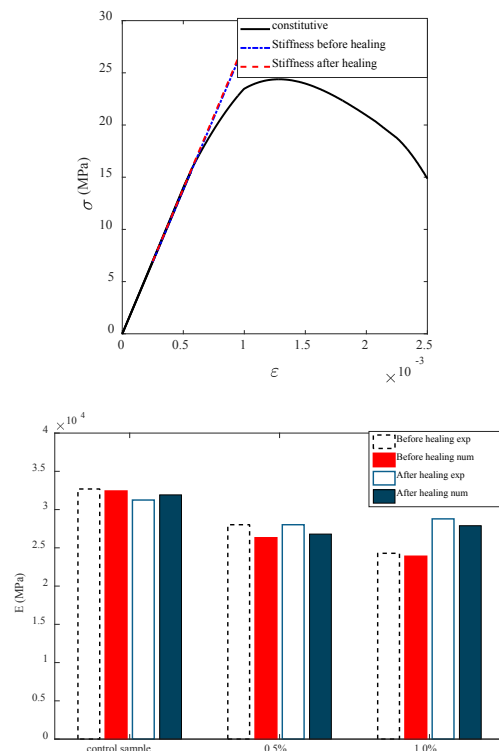 constitutive
Stiffness before healing
Stiffness after healing
30
25
20
15
10
5
0
σ (MPa)
0 0.5 1 1.5 2 2.5
ε
×10 -3
×10 4
Before healing exp
Before healing num
After healing exp
After healing num
4
3.5
3
2.5
2
1.5
1
0.5
0
E (MPa)
control sample 0.5% 1.0%